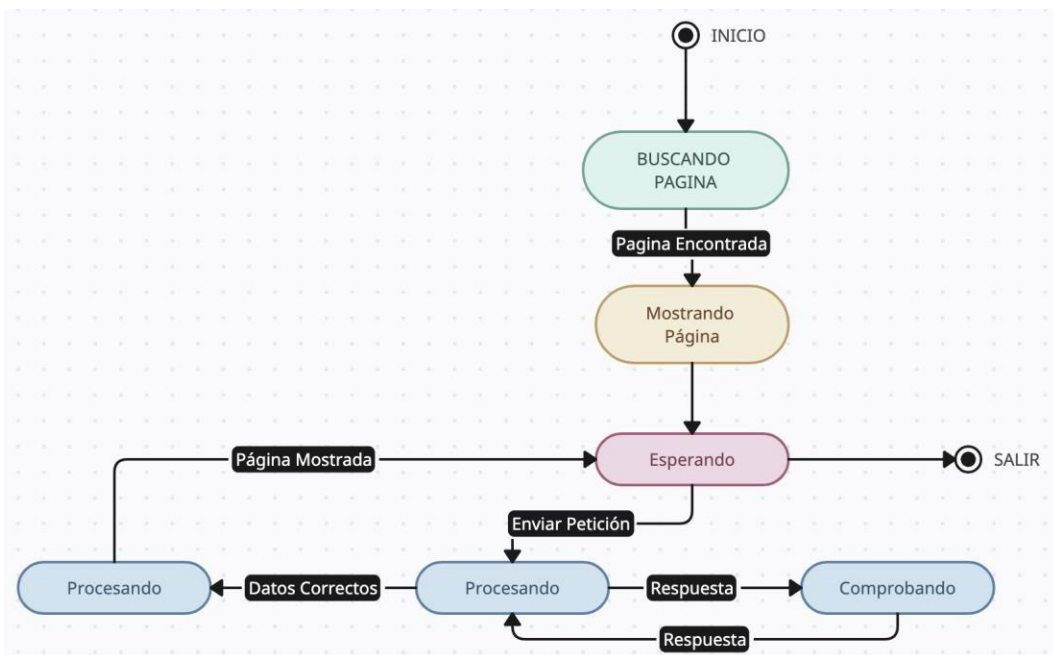 INICIO
BUSCANDO
PAGINA
Pagina Encontrada
Mostrando
Página
Página Mostrada
Esperando
SALIR
Enviar Petición
Procesando
Datos Correctos
Procesando
Respuesta
Comprobando
Respuesta